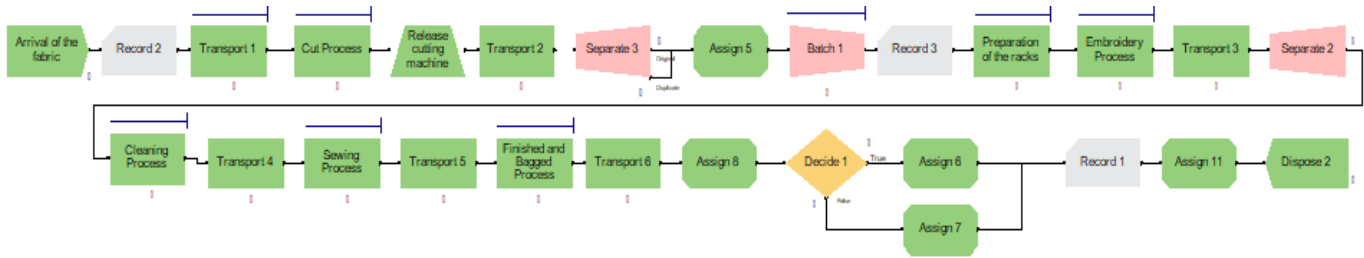 Arrival of the
fabric
Record 2
Transport 1
Cut Process
Release
cutting
machine
Transport 2
Separate 3
Original
Duplicate
Assign 5
Batch 1
Record 3
Preparation
of the racks
Embroidery
Process
Transport 3
Separate 2
Cleaning
Process
Transport 4
Sewing
Process
Transport 5
Finished and
Bagged
Process
Transport 6
Assign 8
Decide 1
True
False
Assign 6
Assign 7
Record 1
Assign 11
Dispose 2